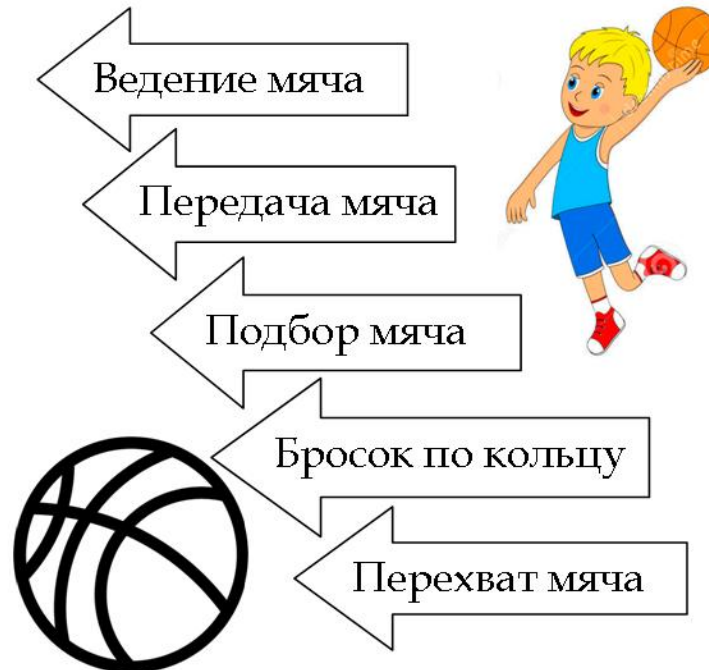 Ведение мяча
Передача мяча
Подбор мяча
Бросок по кольцу
Перехват мяча